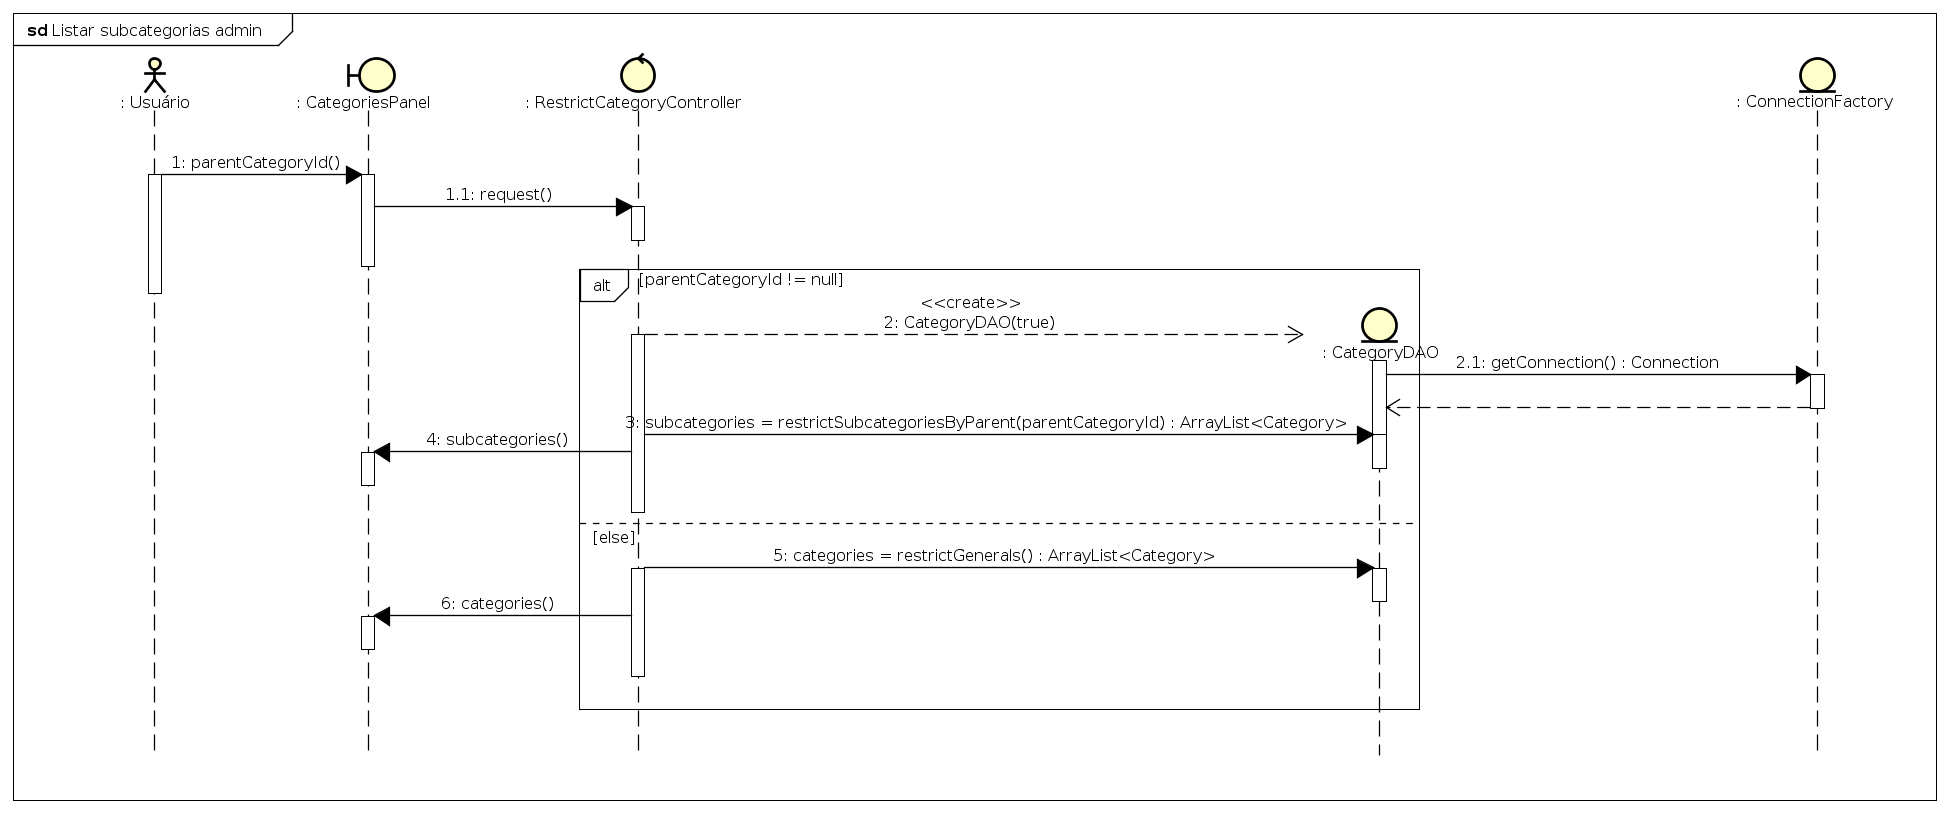 sd Listar subcategorias admin
: Usuário
: CategoriesPanel
: RestrictCategoryController
: ConnectionFactory
1: parentCategoryId()
1.1: request()
alt
[parentCategoryId != null]
<<create>>
2: CategoryDAO(true)
: CategoryDAO
2.1: getConnection() : Connection
3: subcategories = restrictSubcategoriesByParent(parentCategoryId) : ArrayList<Category>
4: subcategories()
[else]
5: categories = restrictGenerals() : ArrayList<Category>
6: categories()